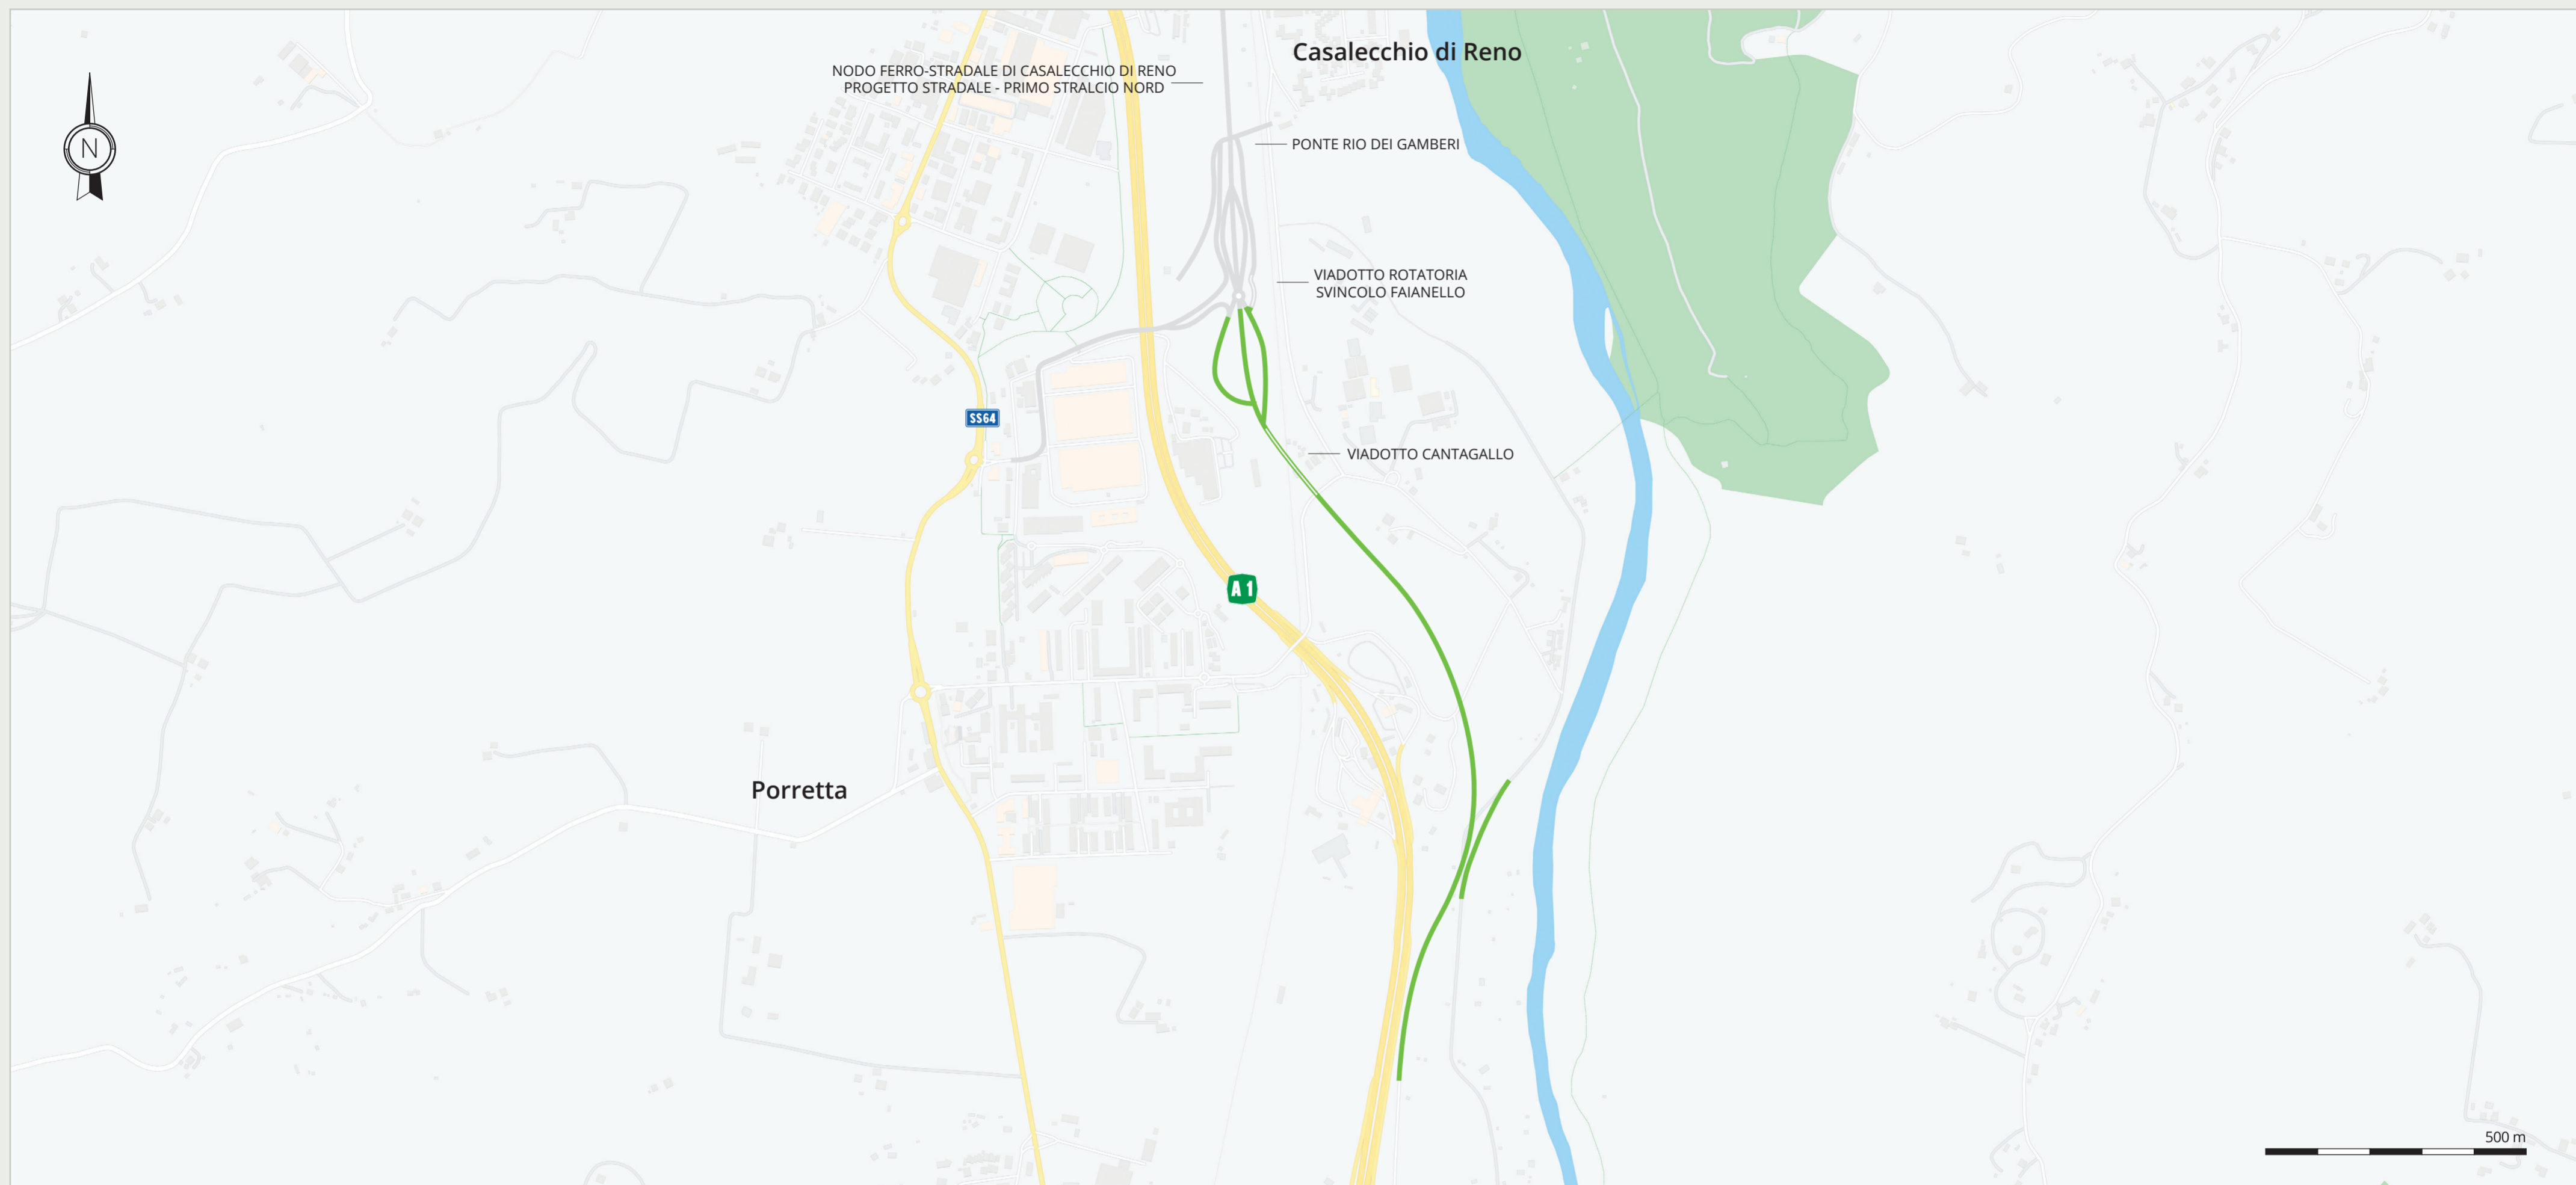 Casalecchio di Reno
NODO FERRO-STRADALE DI CASALECCHIO DI RENO
PROGETTO STRADALE - PRIMO STRALCIO NORD
N
PONTE RIO DEI GAMBERI
VIADOTTO ROTATORIA
SVINCOLO FAIANELLO
SS64
VIADOTTO CANTAGALLO
A 1
Porretta
500 m